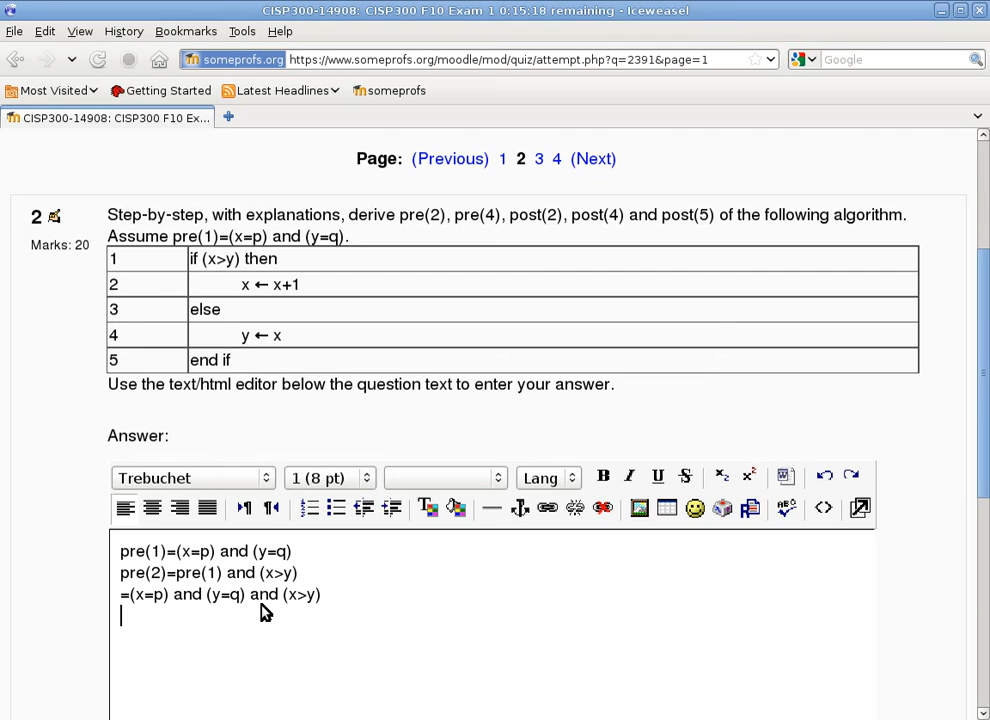 CISP300-14908: CISP300 F10 Exam 1 0:15:18 remaining - Iceweasel
File Edit View History Bookmarks Tools Help
someprofs.org https://www.someprofs.org/moodle/mod/quiz/attempt.php?q=2391&page=1 Google
Most Visited Getting Started Latest Headlines someprofs
CISP300-14908: CISP300 F10 Ex...
Page: (Previous) 1 2 3 4 (Next)
2 Step-by-step, with explanations, derive pre(2), pre(4), post(2), post(4) and post(5) of the following algorithm.
Marks: 20 Assume pre(1)=(x=p) and (y=q).
1 if (x>y) then
2 x ← x+1
3 else
4 y ← x
5 end if
Use the text/html editor below the question text to enter your answer.
Answer:
Trebuchet 1 (8 pt) Lang B I U S
pre(1)=(x=p) and (y=q)
pre(2)=pre(1) and (x>y)
=(x=p) and (y=q) and (x>y)